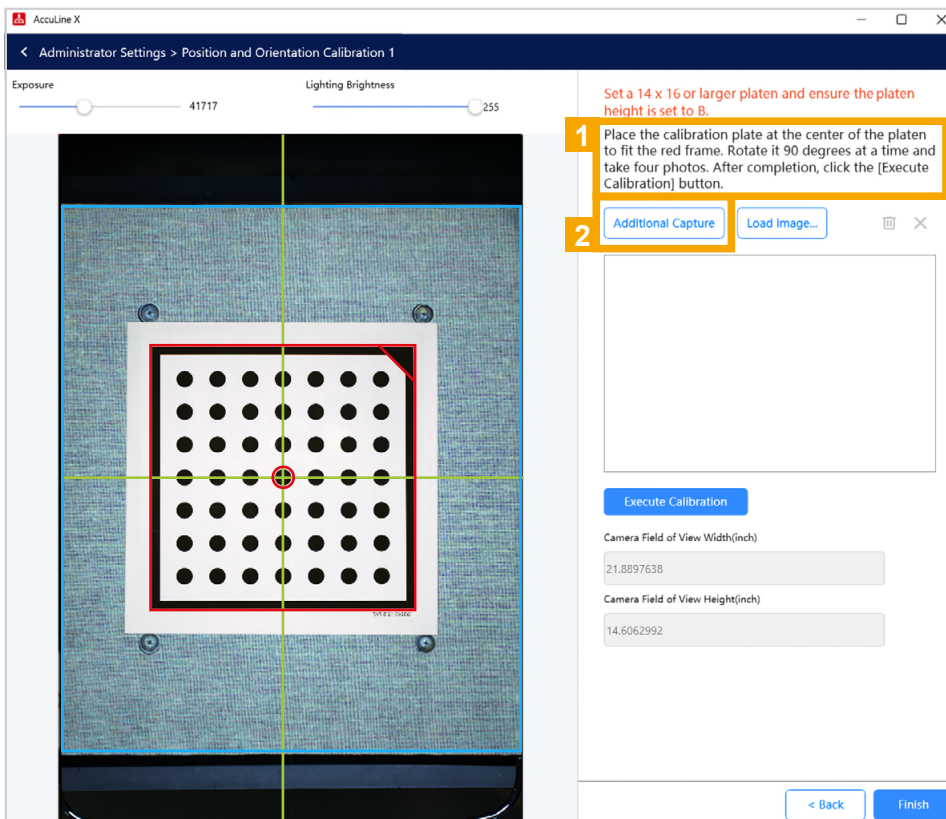 AccuLine X
Administrator Settings > Position and Orientation Calibration 1
Exposure
41717
Lighting Brightness
255
Set a 14 x 16 or larger platen and ensure the platen
height is set to B.
1
Place the calibration plate at the center of the platen
to fit the red frame. Rotate it 90 degrees at a time and
take four photos. After completion, click the [Execute
Calibration] button.
2
Additional Capture
Load image...
Execute Calibration
Camera Field of View Width(inch)
21.8897638
Camera Field of View Height(inch)
14.6062992
< Back
Finish